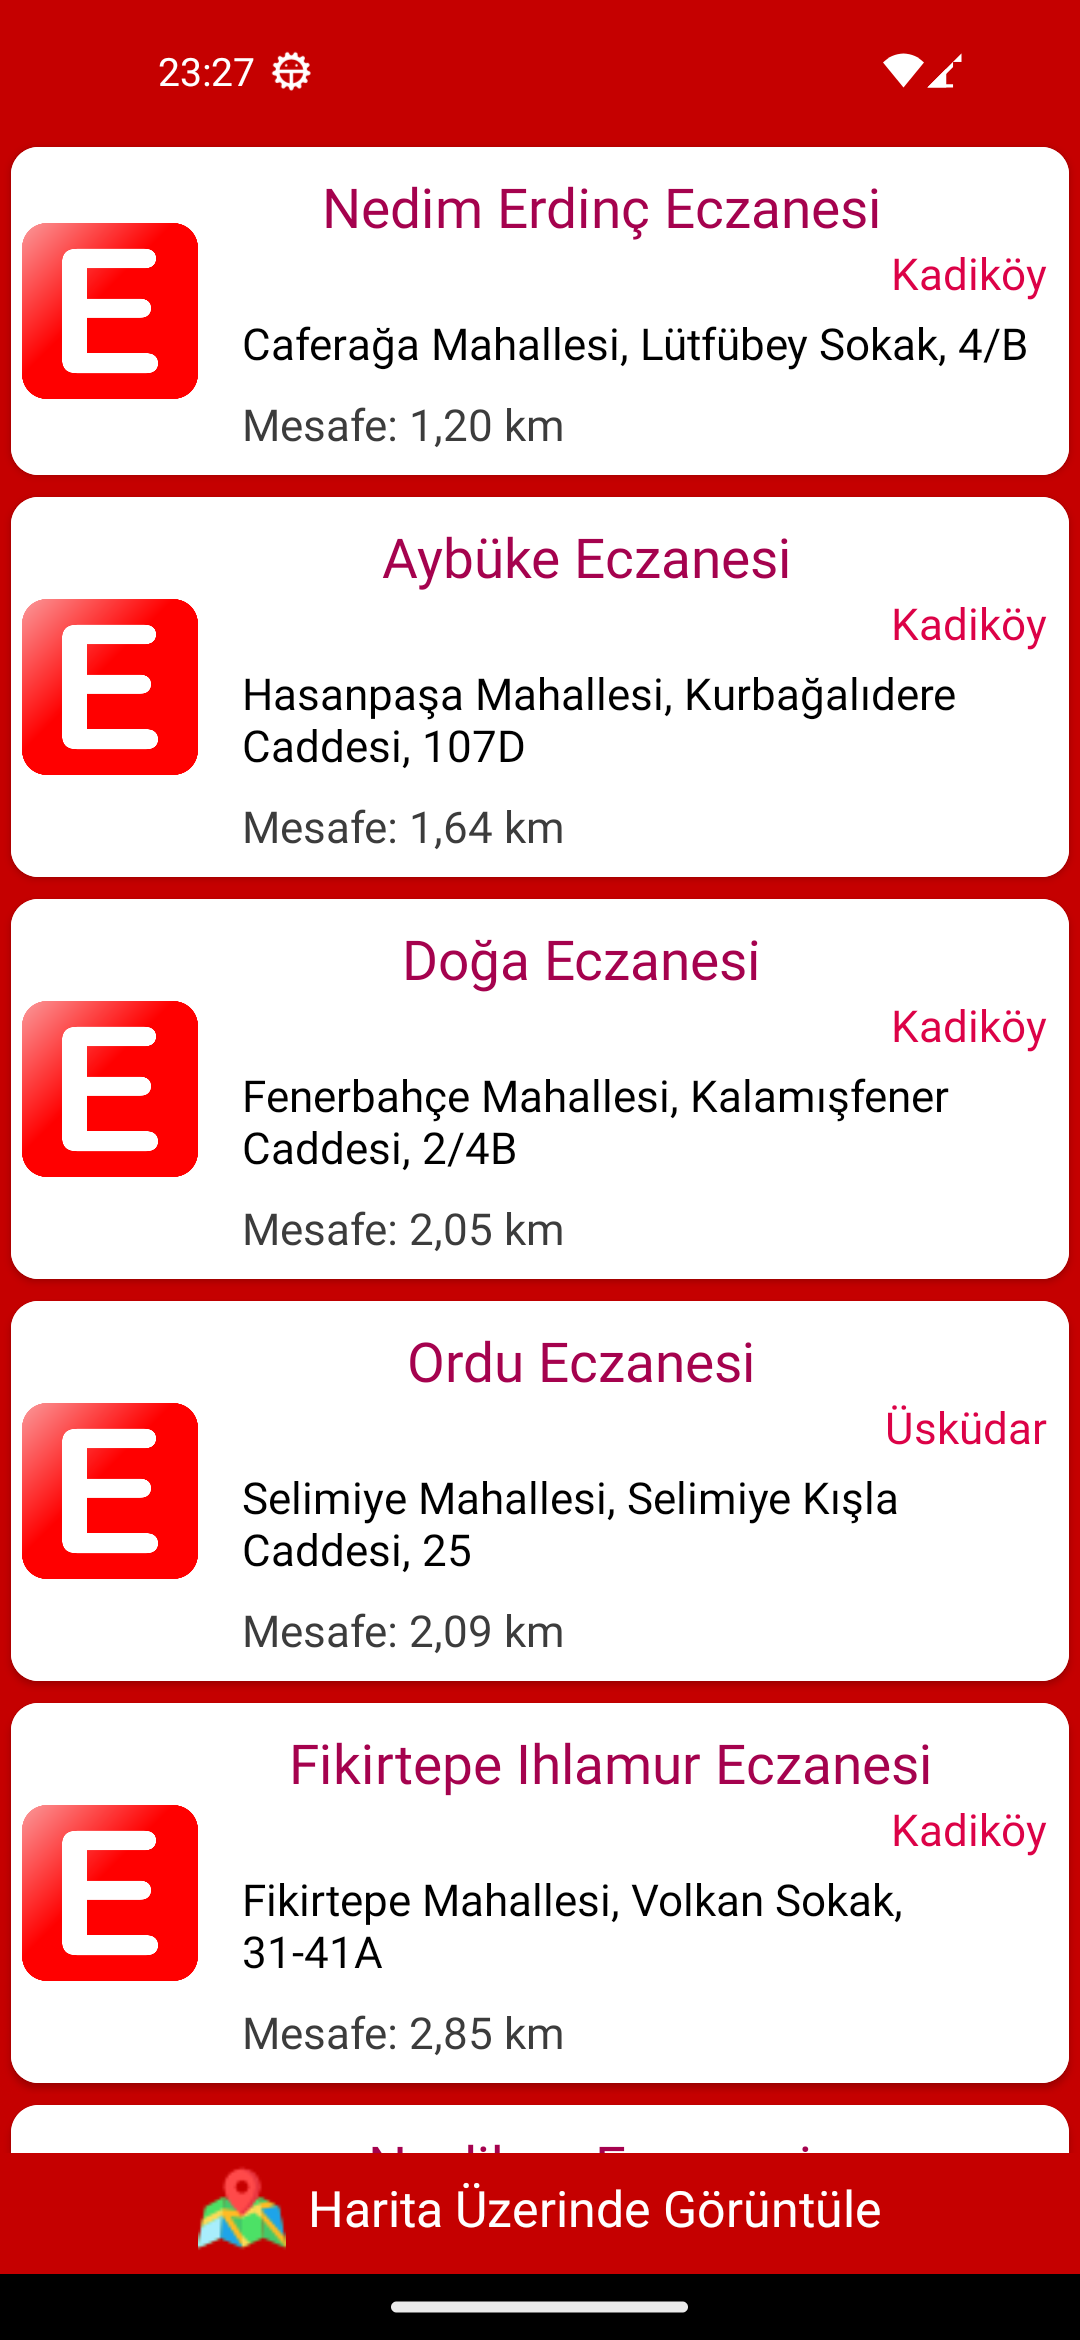 23:27
Nedim Erdinç Eczanesi
Kadiköy
E
Caferağa Mahallesi, Lütfübey Sokak, 4/B
Mesafe: 1,20 km
Aybüke Eczanesi
Kadiköy
E
Hasanpaşa Mahallesi, Kurbağalıdere
Caddesi, 107D
Mesafe: 1,64 km
Doğa Eczanesi
Kadiköy
E
Fenerbahçe Mahallesi, Kalamışfener
Caddesi, 2/4B
Mesafe: 2,05 km
Ordu Eczanesi
Üsküdar
E
Selimiye Mahallesi, Selimiye Kışla
Caddesi, 25
Mesafe: 2,09 km
Fikirtepe Ihlamur Eczanesi
Kadiköy
E
Fikirtepe Mahallesi, Volkan Sokak,
31-41A
Mesafe: 2,85 km
Harita Üzerinde Görüntüle